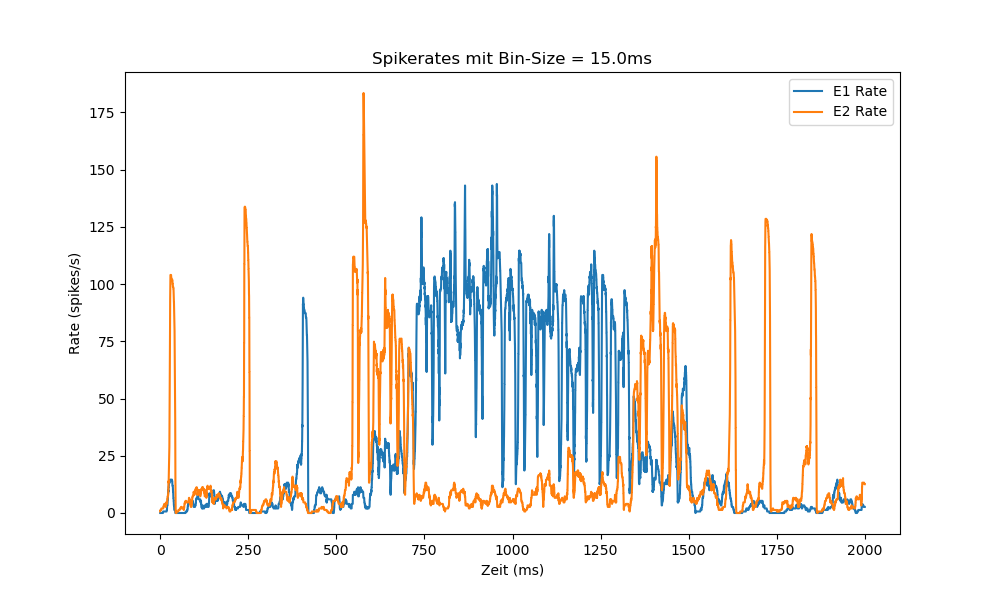 Spikerates mit Bin-Size = 15.0ms
E1 Rate
E2 Rate
Rate (spikes/s)
175
150
125
100
75
50
25
0
0 250 500 750 1000 1250 1500 1750 2000
Zeit (ms)